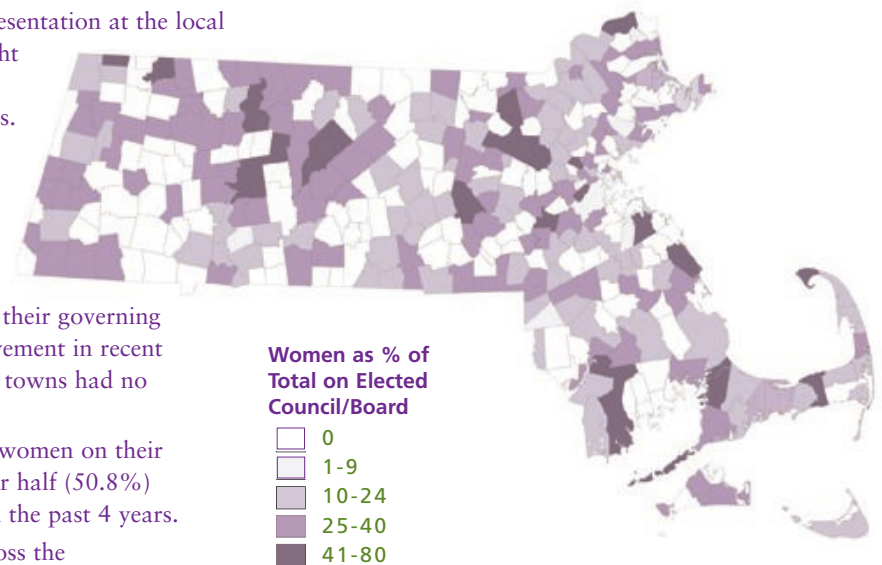 esentation at the local
ht
s.
their governing
vement in recent
towns had no
women on their
r half (50.8%)
the past 4 years.
oss the
Women as % of
Total on Elected
Council/Board
0
1-9
10-24
25-40
41-80